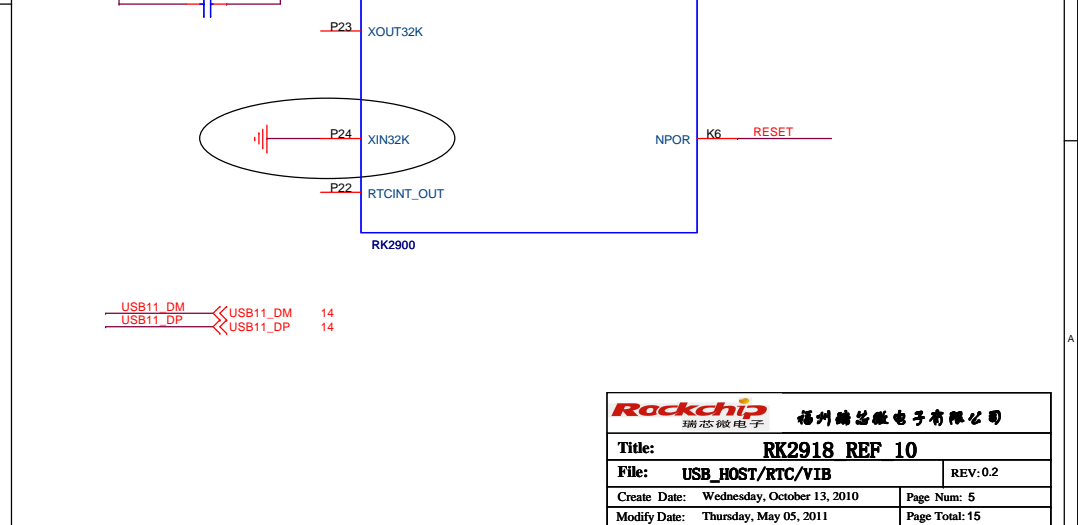 P23 XOUT32K
P24 XIN32K
NPOR K6 RESET
P22 RTCINT_OUT
RK2900
USB11_DM USB11_DM 14
USB11_DP USB11_DP 14
A
Rockchip
瑞芯微电子
福州瑞芯微电子有限公司
Title: RK2918 REF 10
File: USB_HOST/RTC/VIB REV: 0.2
Create Date: Wednesday, October 13, 2010 Page Num: 5
Modify Date: Thursday, May 05, 2011 Page Total: 15